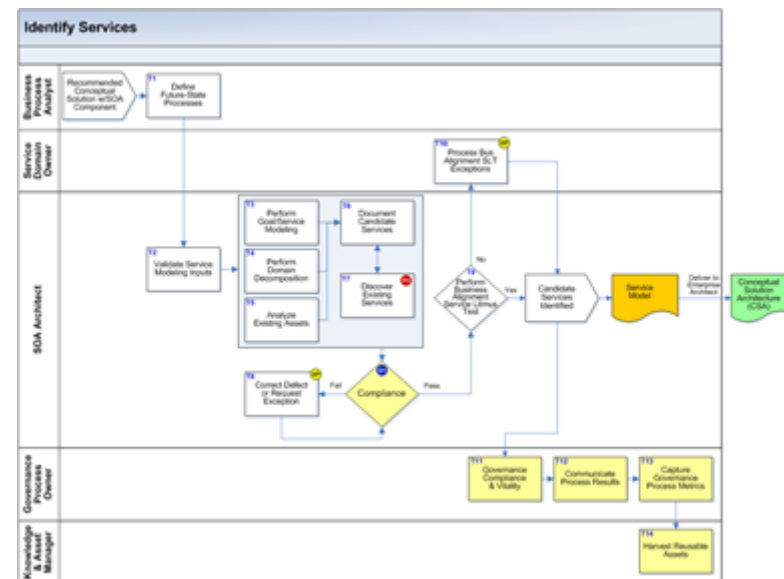 Identify Services
Business
Process
Analyst
Recommended
Conceptual
Solution w/SOA
Component
T1
Define
Future-State
Processes
Service
Domain
Owner
T10
Process Bus
Alignment SLT
Exceptions
SOA Architect
T2
Validate Service
Modeling Inputs
T3
Perform
Goal/Service
Modeling
T4
Perform
Domain
Decomposition
T5
Analyze
Existing Assets
T6
Document
Candidate
Services
T7
Discover
Existing
Services
T8
Correct Defect
or Request
Exception
Fail
Compliance
Pass
No
T9
Perform
Business
Alignment
Service Litmus
Test
Yes
Candidate
Services
Identified
Service
Model
Deliver to
Enterprise
Architect
Conceptual
Solution
Architecture
(CSA)
Governance
Process
Owner
T11
Governance
Compliance
& Vitality
T12
Communicate
Process Results
T13
Capture
Governance
Process Metrics
Knowledge
& Asset
Manager
T14
Harvest Reusable
Assets